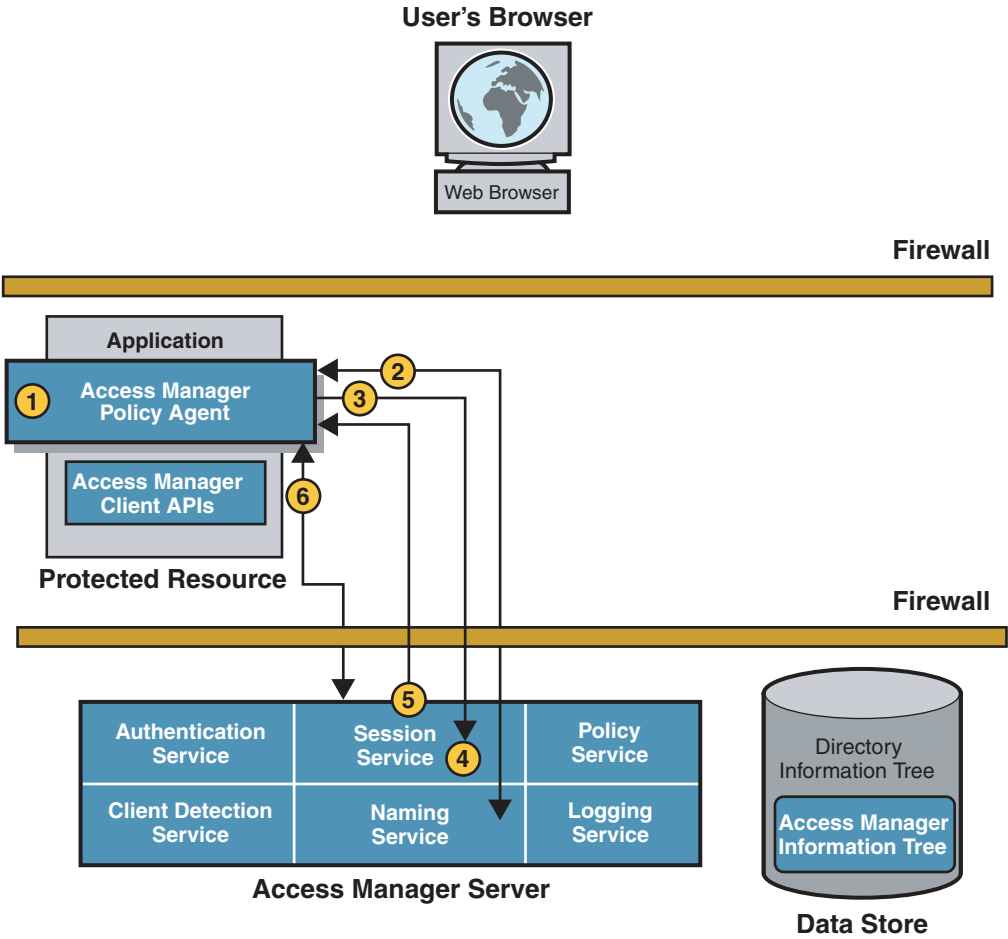 User's Browser
Web Browser
Firewall
Application
1
Access Manager
Policy Agent
2
3
Access Manager
Client APIs
6
Protected Resource
Firewall
5
Authentication
Service
Session
Service
4
Policy
Service
Client Detection
Service
Naming
Service
Logging
Service
Access Manager Server
Directory
Information Tree
Access Manager
Information Tree
Data Store